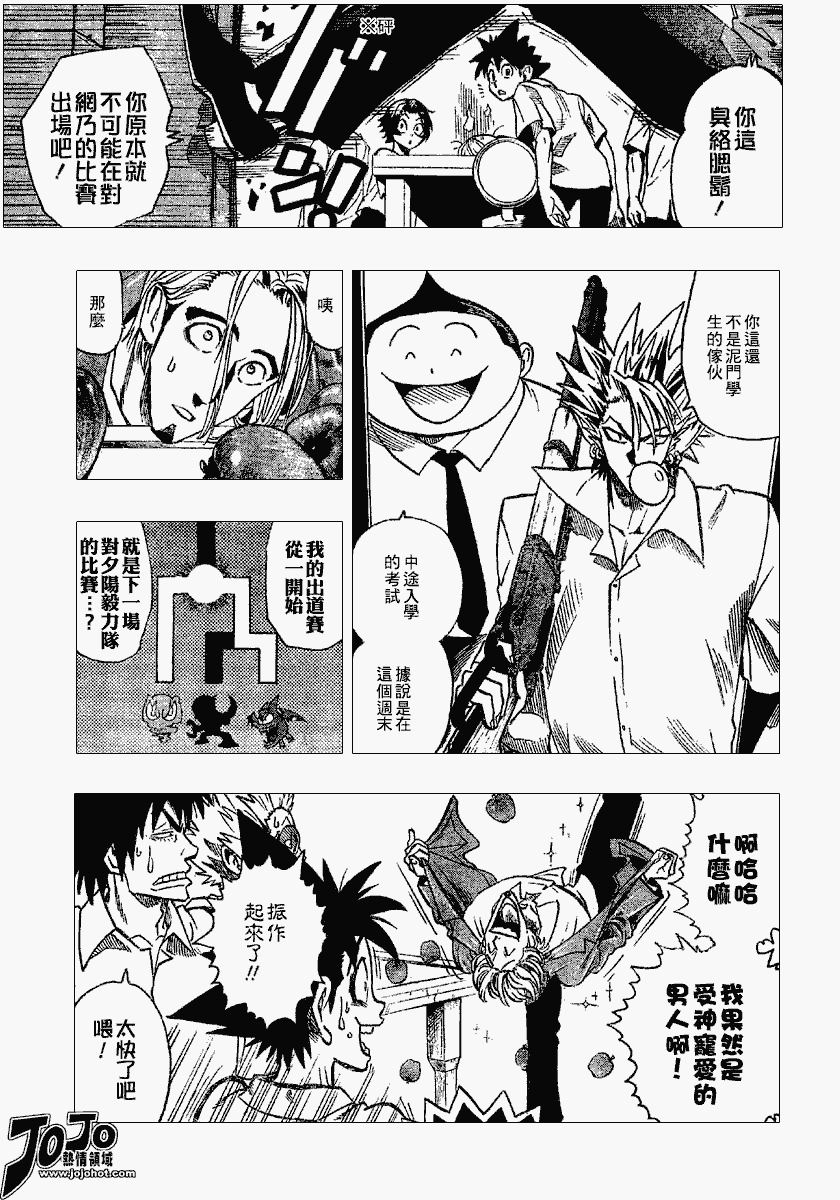 ※砰
你這
臭絡腮鬍！
你原本就
不可能在對
網乃的比賽
出場吧！
你這還
不是泥門學
生的傢伙
中途入學
的考試
據說是在
這個週末
咦
那麼
我的出道賽
從一開始
就是下一場
對夕陽毅力隊
的比賽…？
啊哈哈
什麼嘛
我果然是
受神寵愛的
男人啊！
振作
起來了!!
太快了吧
喂！
JOJO
熱情領域
www.jojohot.com